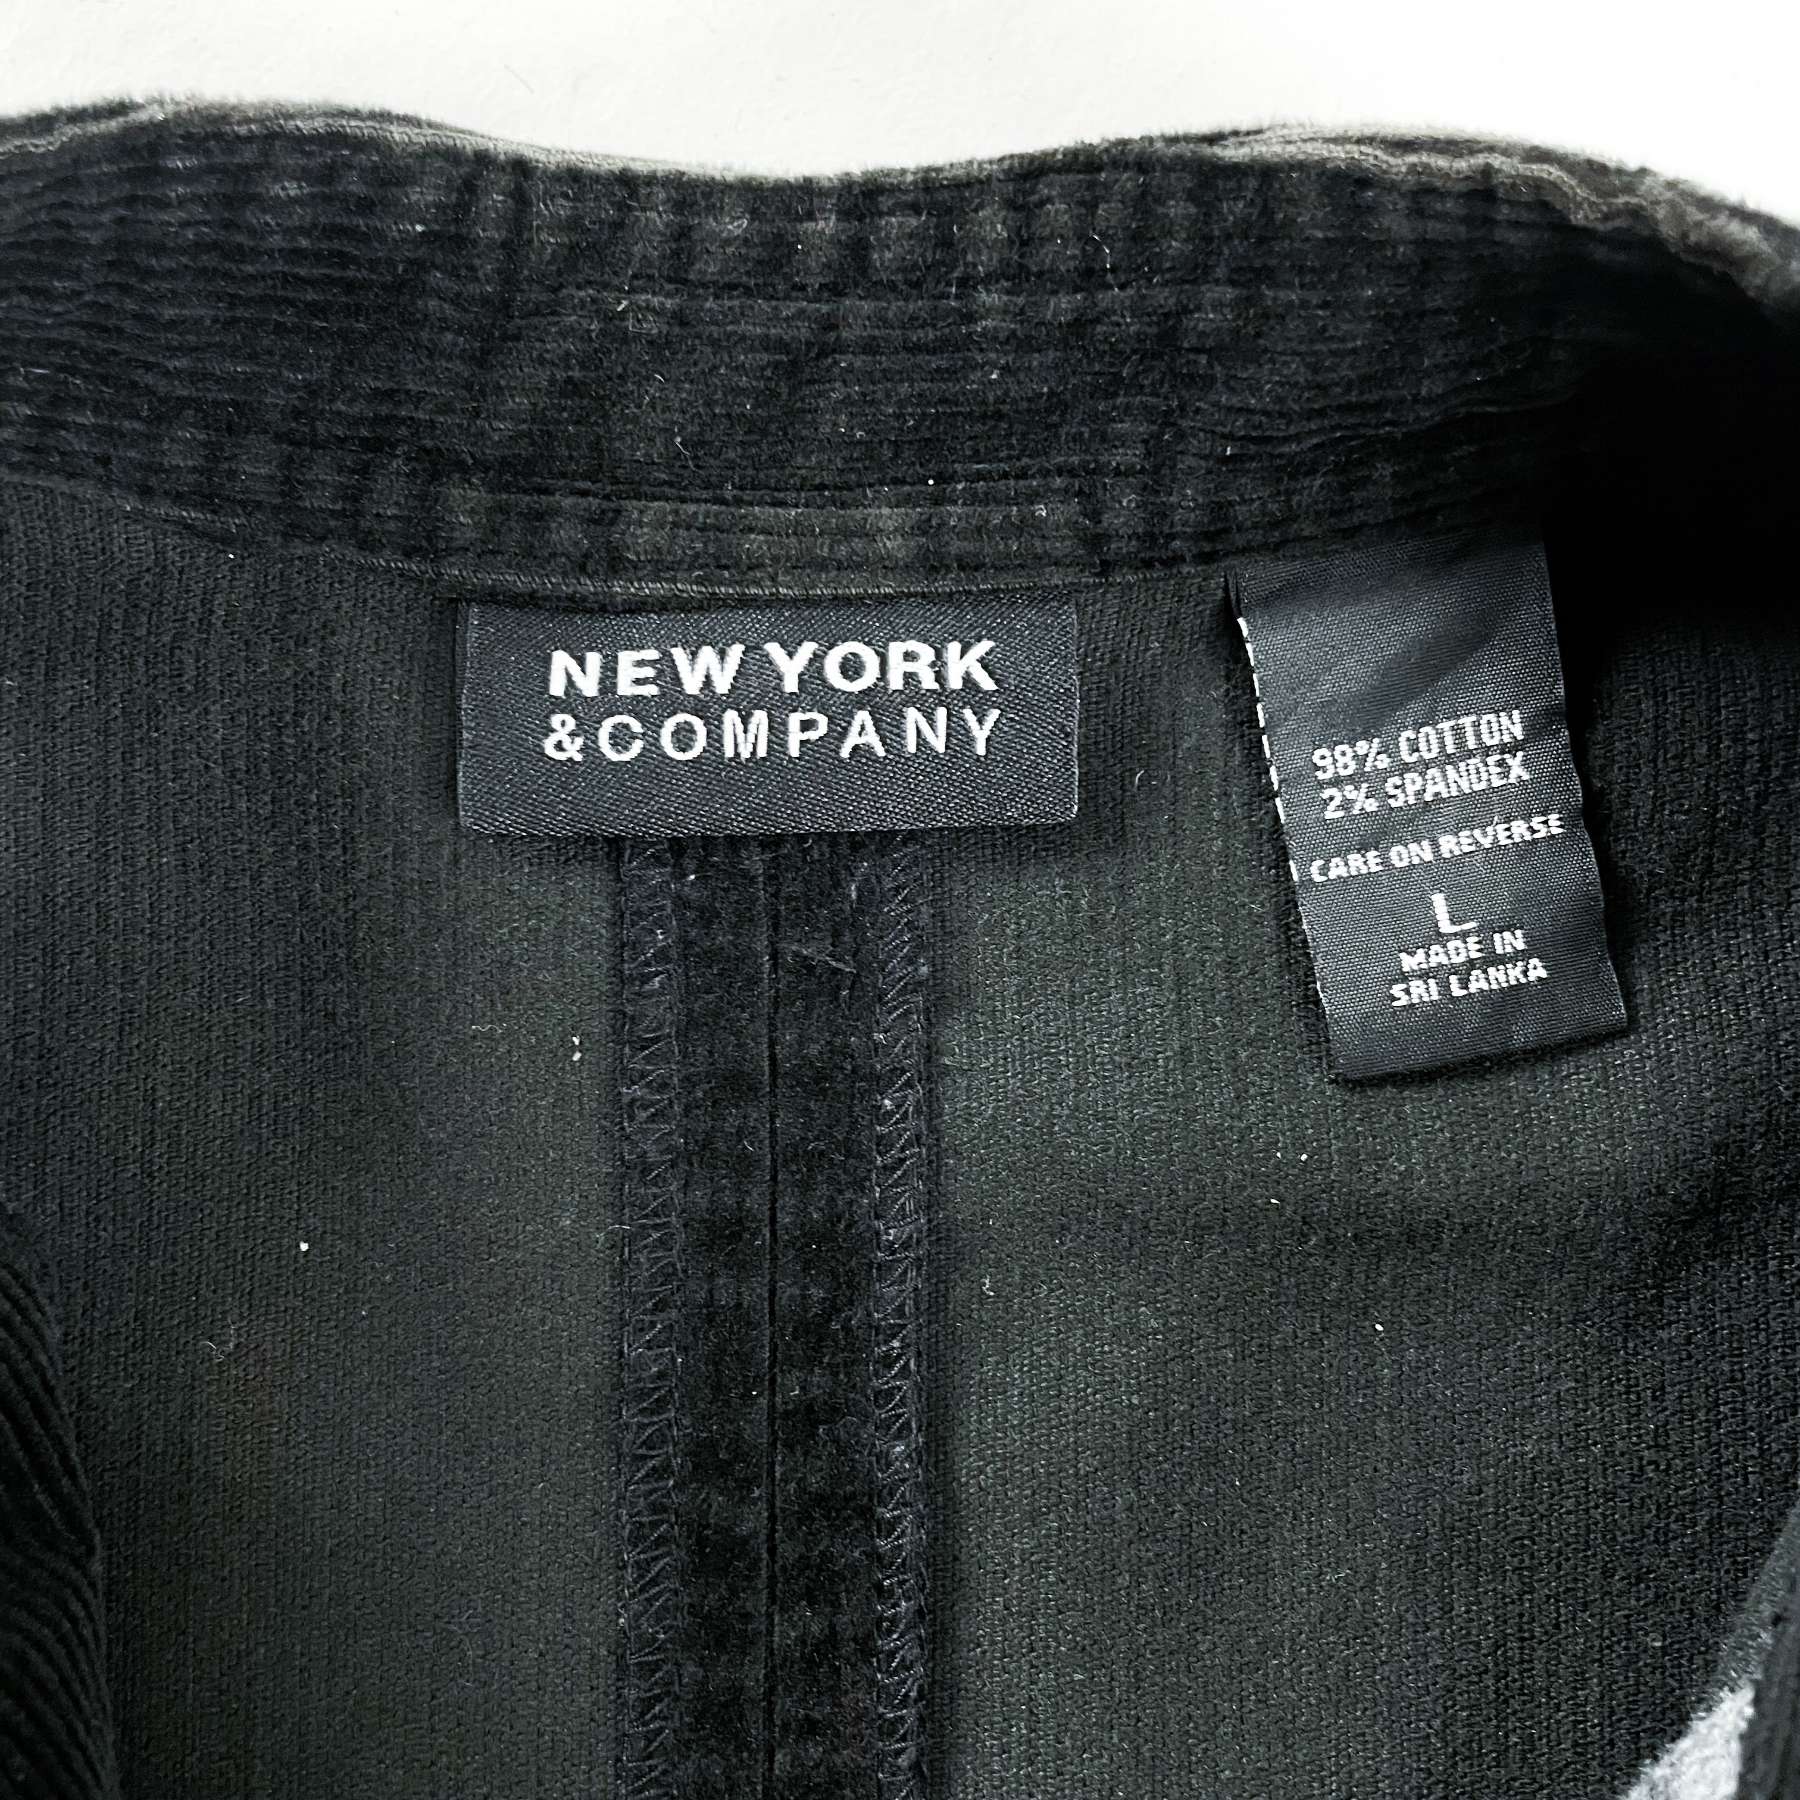 NEW YORK
&COMPANY
98% COTTON
2% SPANDEX
CARE ON REVERSE
L
MADE IN
SRI LANKA